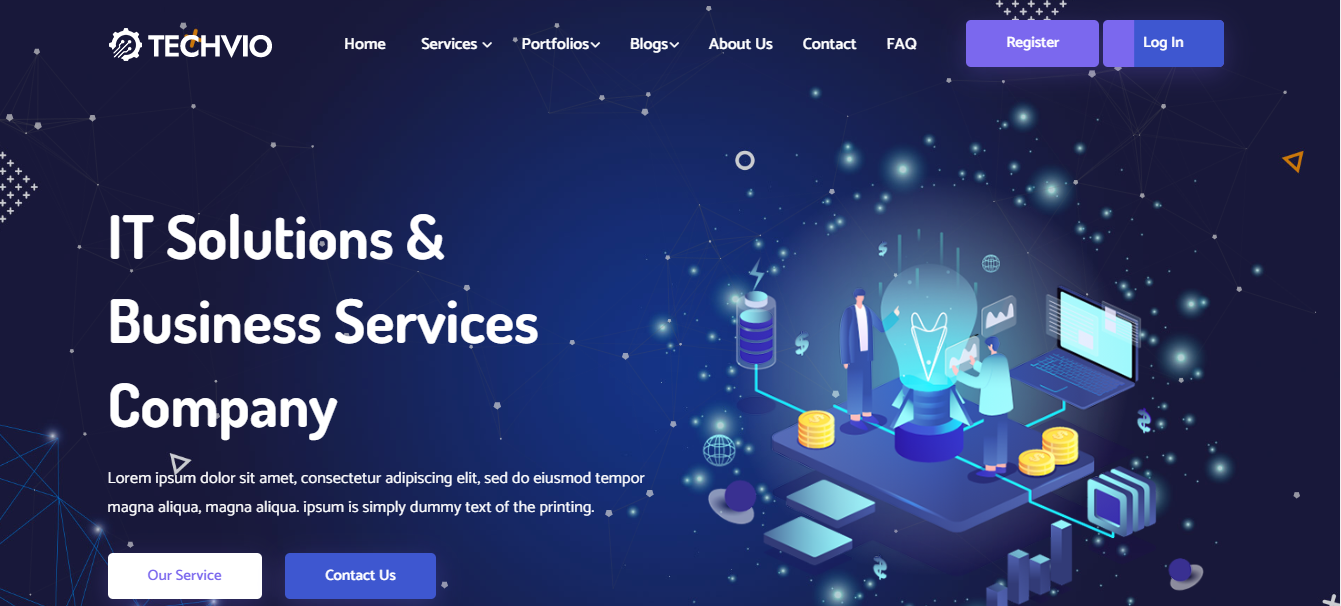 TECHVIO
Home Services Portfolios Blogs About Us Contact FAQ Register Log In
IT Solutions &
Business Services
Company
Lorem ipsum dolor sit amet, consectetur adipiscing elit, sed do eiusmod tempor
magna aliqua, magna aliqua. ipsum is simply dummy text of the printing.
Our Service Contact Us